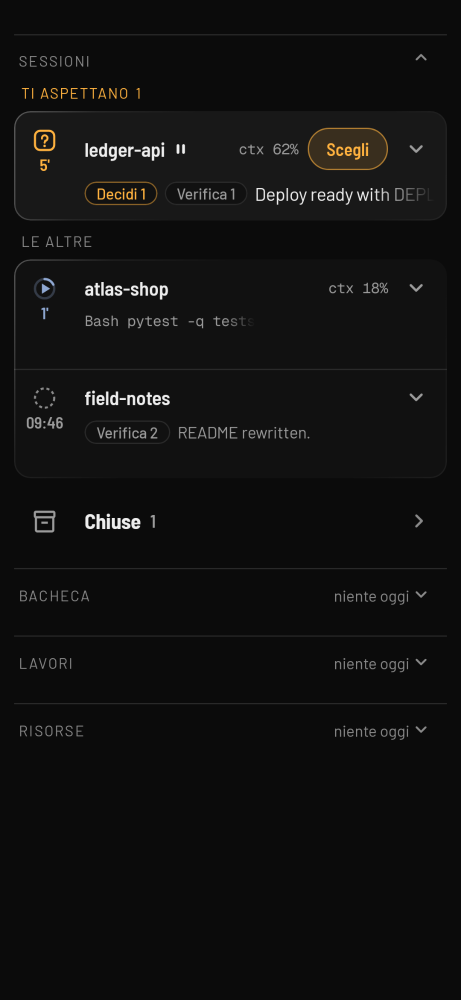 SESSIONI
TI ASPETTANO 1
5'
ledger-api
ctx 62%
Scegli
Decidi 1
Verifica 1
Deploy ready with
LE ALTRE
1'
atlas-shop
ctx 18%
Bash pytest -q tests
09:46
field-notes
Verifica 2
README rewritten.
Chiuse 1
BACHECA
niente oggi
LAVORI
niente oggi
RISORSE
niente oggi